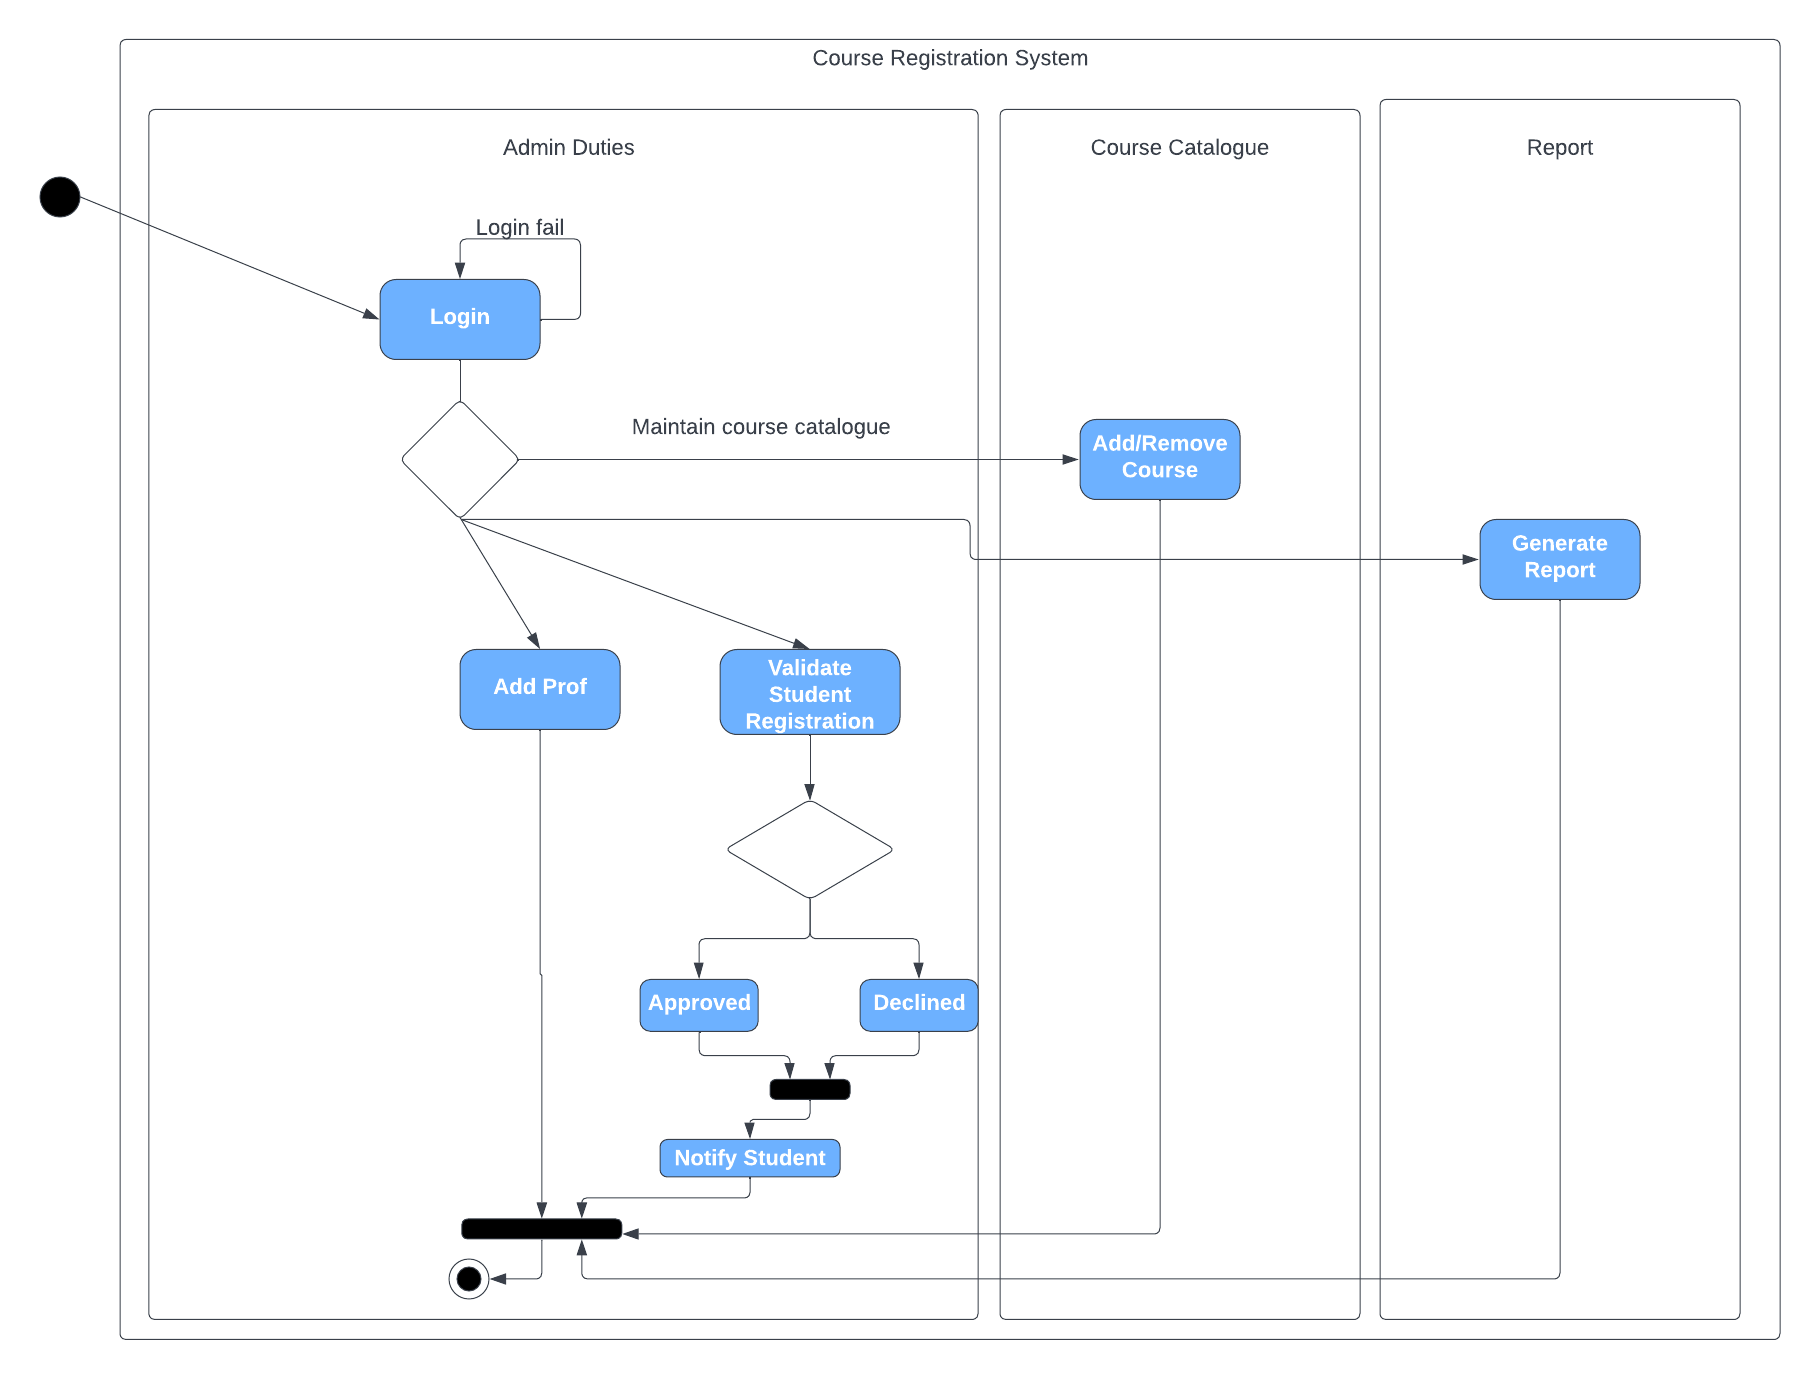 Course Registration System
Admin Duties
Course Catalogue
Report
Login fail
Login
Maintain course catalogue
Add/Remove
Course
Generate
Report
Add Prof
Validate
Student
Registration
Approved
Declined
Notify Student